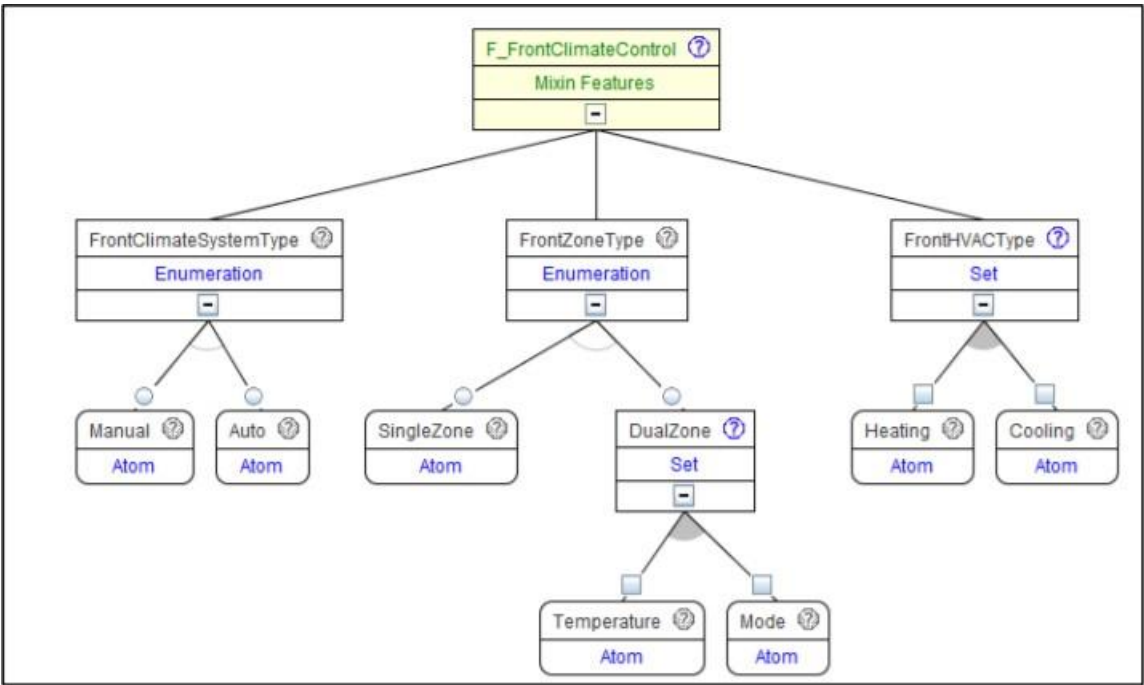 F_FrontClimateControl
Mixin Features
FrontClimateSystemType
Enumeration
FrontZoneType
Enumeration
FrontHVACType
Set
Manual
Atom
Auto
Atom
SingleZone
Atom
DualZone
Set
Heating
Atom
Cooling
Atom
Temperature
Atom
Mode
Atom